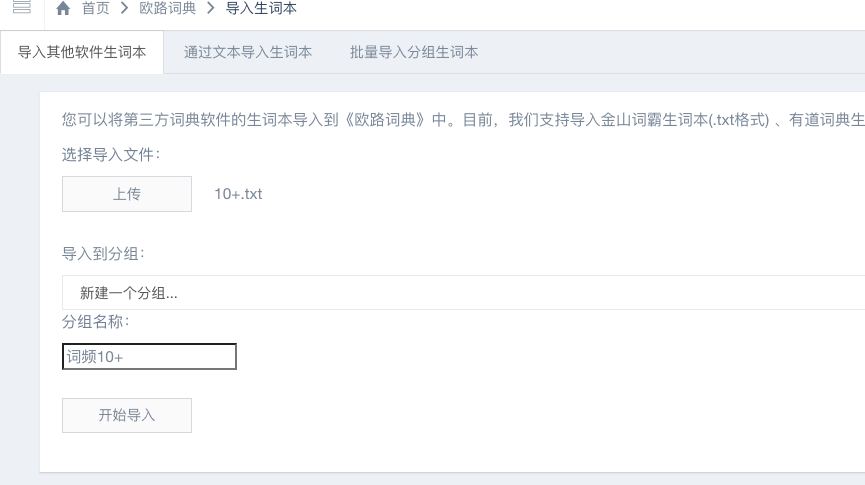 首页 欧路词典 导入生词本
导入其他软件生词本 通过文本导入生词本 批量导入分组生词本
您可以将第三方词典软件的生词本导入到《欧路词典》中。目前，我们支持导入金山词霸生词本(.txt格式) 、有道词典生
选择导入文件：
上传 10+.txt
导入到分组：
新建一个分组...
分组名称：
词频10+
开始导入